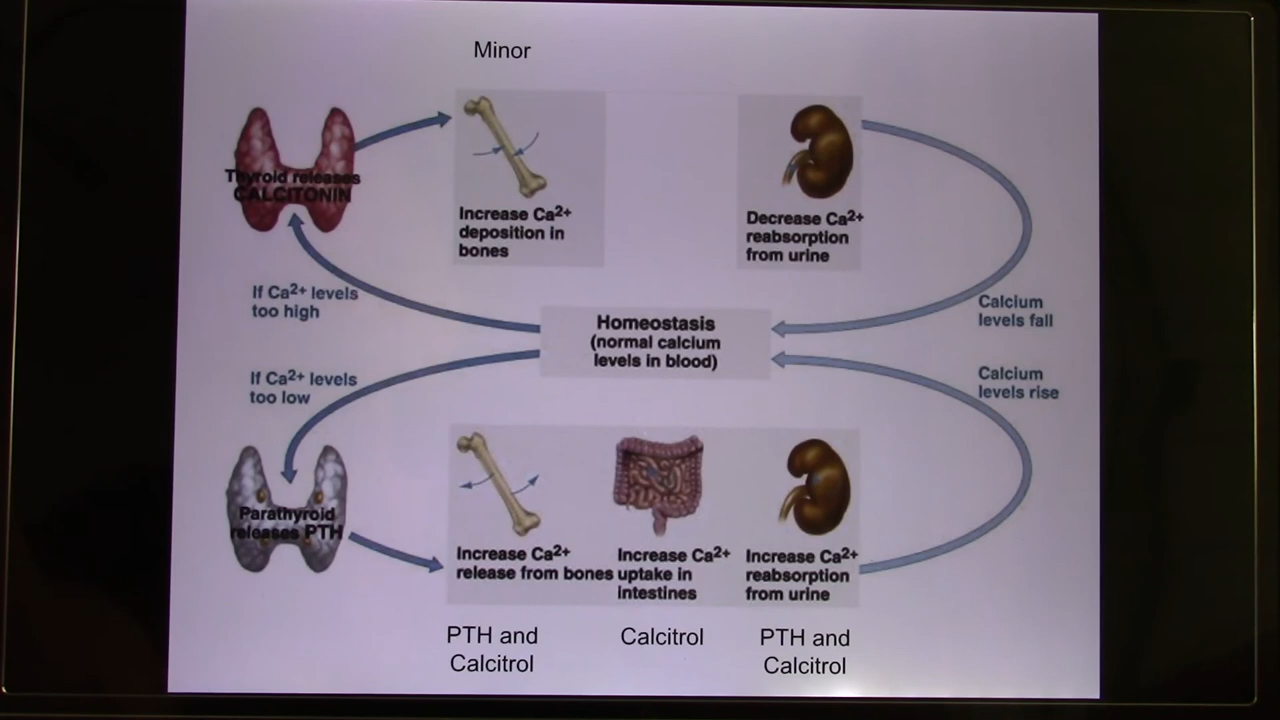 Minor
Thyroid releases
CALCITONIN
Increase Ca2+
deposition in
bones
Decrease Ca2+
reabsorption
from urine
If Ca2+ levels
too high
Homeostasis
(normal calcium
levels in blood)
Calcium
levels fall
If Ca2+ levels
too low
Calcium
levels rise
Parathyroid
releases PTH
Increase Ca2+
release from bones
Increase Ca2+
uptake in
intestines
Increase Ca2+
reabsorption
from urine
PTH and
Calcitrol
Calcitrol
PTH and
Calcitrol